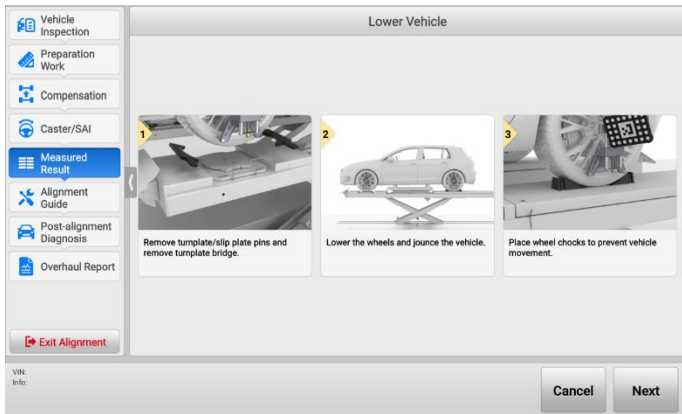 Vehicle
Inspection
Preparation
Work
Compensation
Caster/SAI
Measured
Result
Alignment
Guide
Post-alignment
Diagnosis
Overhaul Report
Exit Alignment
Lower Vehicle
1
Remove turnplate/slip plate pins and
remove turnplate bridge.
2
Lower the wheels and jounce the vehicle.
3
Place wheel chocks to prevent vehicle
movement.
VIN:
Info:
Cancel
Next